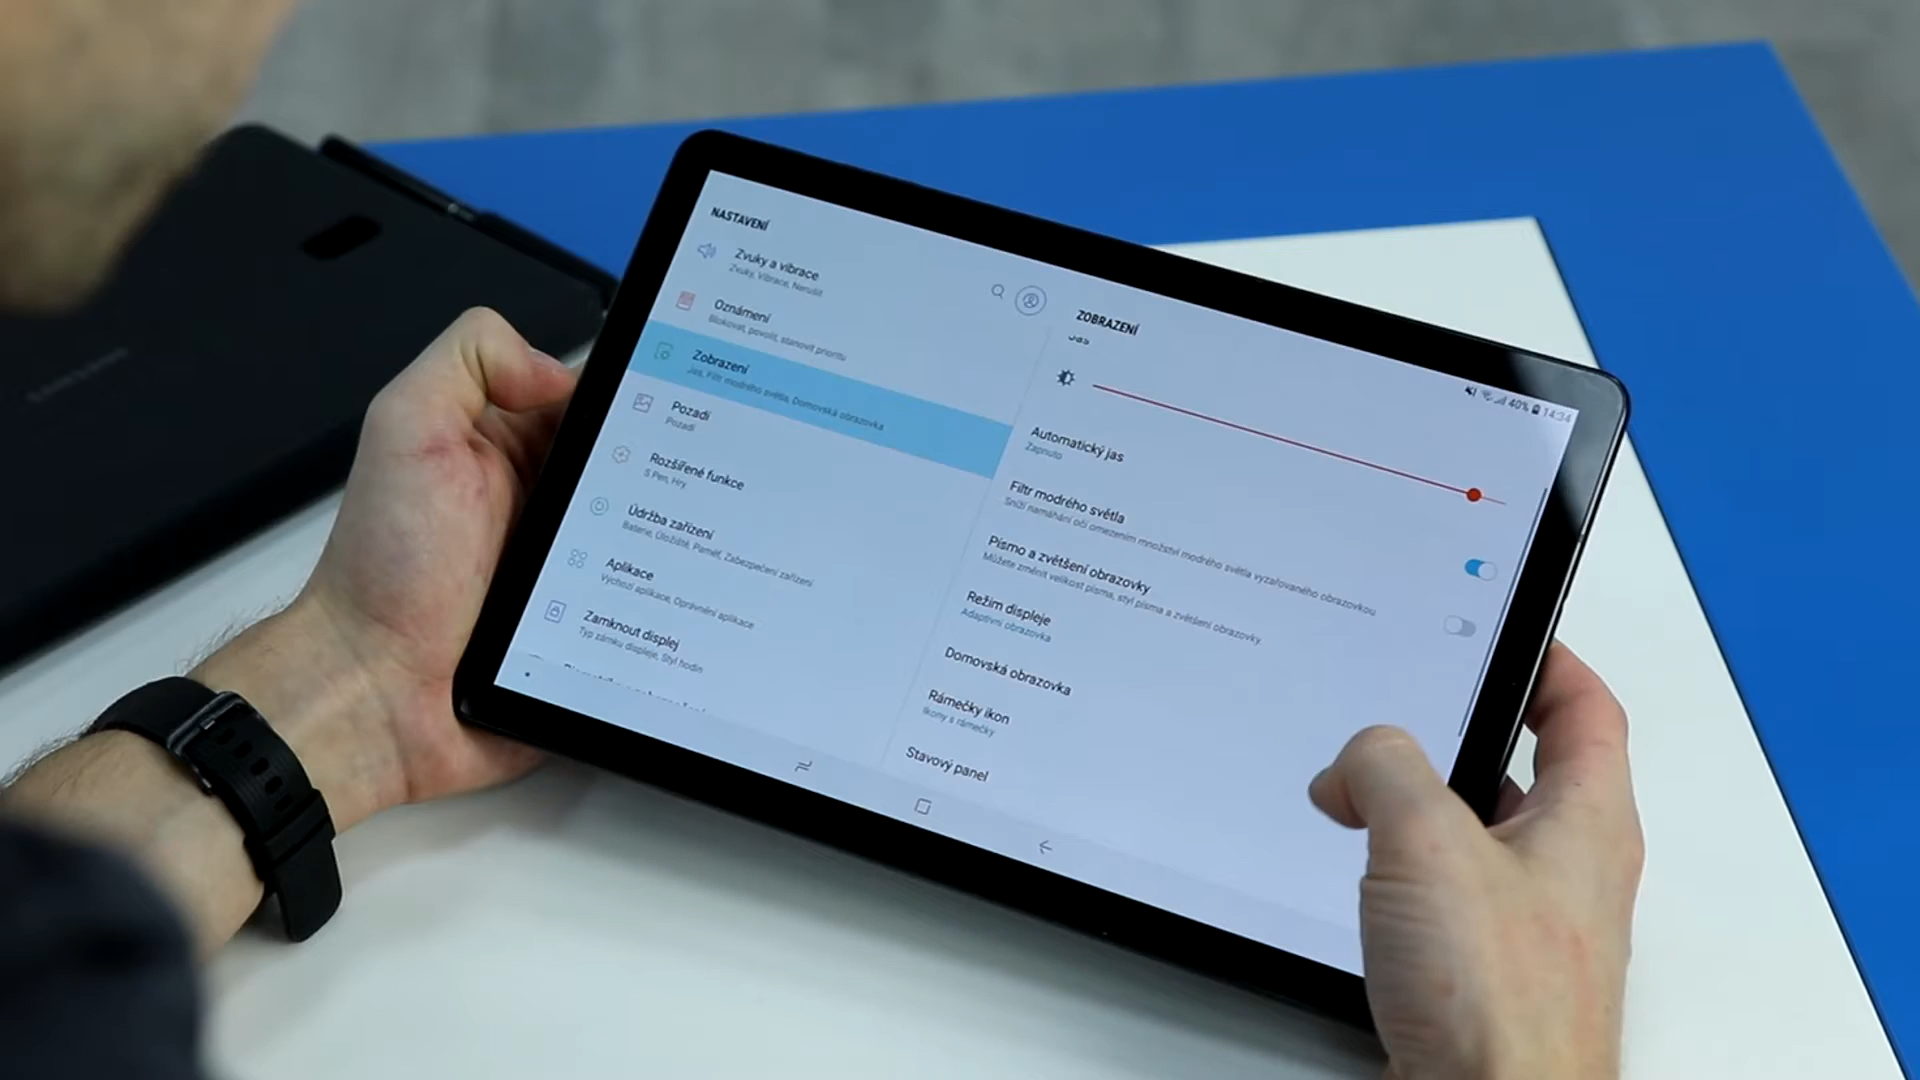 NASTAVENÍ
Zvuky a vibrace
Zvuky, Vibrace, Nerušit
Oznámení
Blokovat, povolit, stanovit prioritu
Zobrazení
Jas, Filtr modrého světla, Domovská obrazovka
Pozadí
Pozadí
Rozšířené funkce
S Pen, Hry
Údržba zařízení
Baterie, Úložiště, Paměť, Zabezpečení zařízení
Aplikace
Výchozí aplikace, Oprávnění aplikace
Zamknout displej
Typ zámku displeje, Styl hodin
40% 14:34
ZOBRAZENÍ
Jas
Automatický jas
Zapnuto
Filtr modrého světla
Sníží namáhání očí omezením množství modrého světla vyzařovaného obrazovkou.
Písmo a zvětšení obrazovky
Můžete změnit velikost písma, styl písma a zvětšení obrazovky.
Režim displeje
Adaptivní obrazovka
Domovská obrazovka
Rámečky ikon
Ikony s rámečky
Stavový panel
SAMSUNG